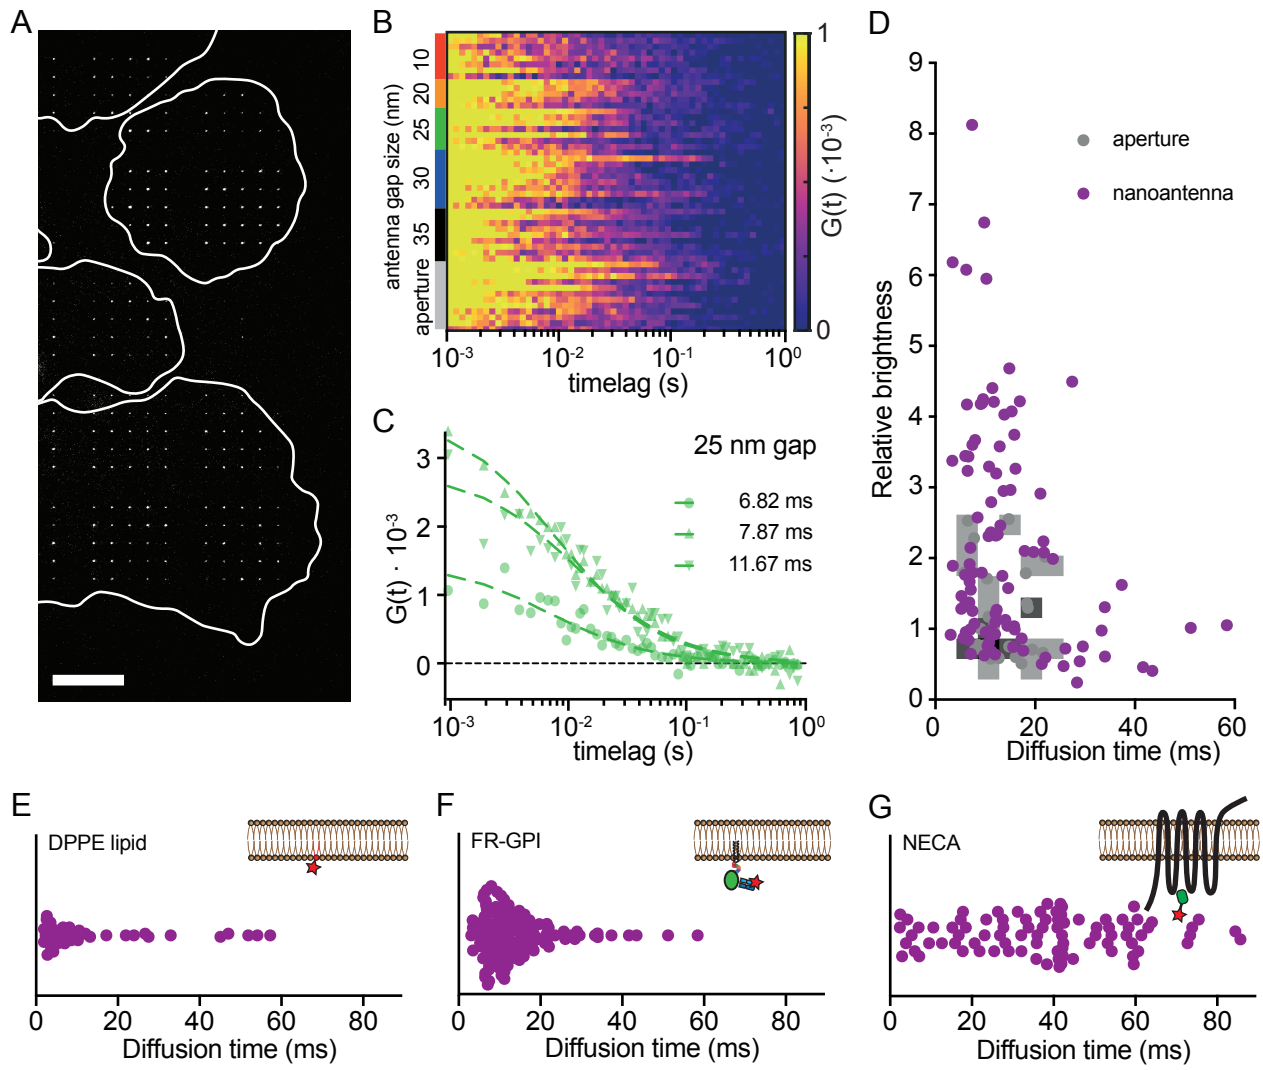 A
B
antenna gap size (nm)
10
20
25
30
35
aperture
10⁻³
10⁻²
10⁻¹
10⁰
timelag (s)
1
0
G(t) (·10⁻³)
C
25 nm gap
6.82 ms
7.87 ms
11.67 ms
G(t) · 10⁻³
3
2
1
0
10⁻³
10⁻²
10⁻¹
10⁰
timelag (s)
D
Relative brightness
9
8
7
6
5
4
3
2
1
0
aperture
nanoantenna
0
20
40
60
Diffusion time (ms)
E
DPPE lipid
0
20
40
60
80
Diffusion time (ms)
F
FR-GPI
0
20
40
60
80
Diffusion time (ms)
G
NECA
0
20
40
60
80
Diffusion time (ms)